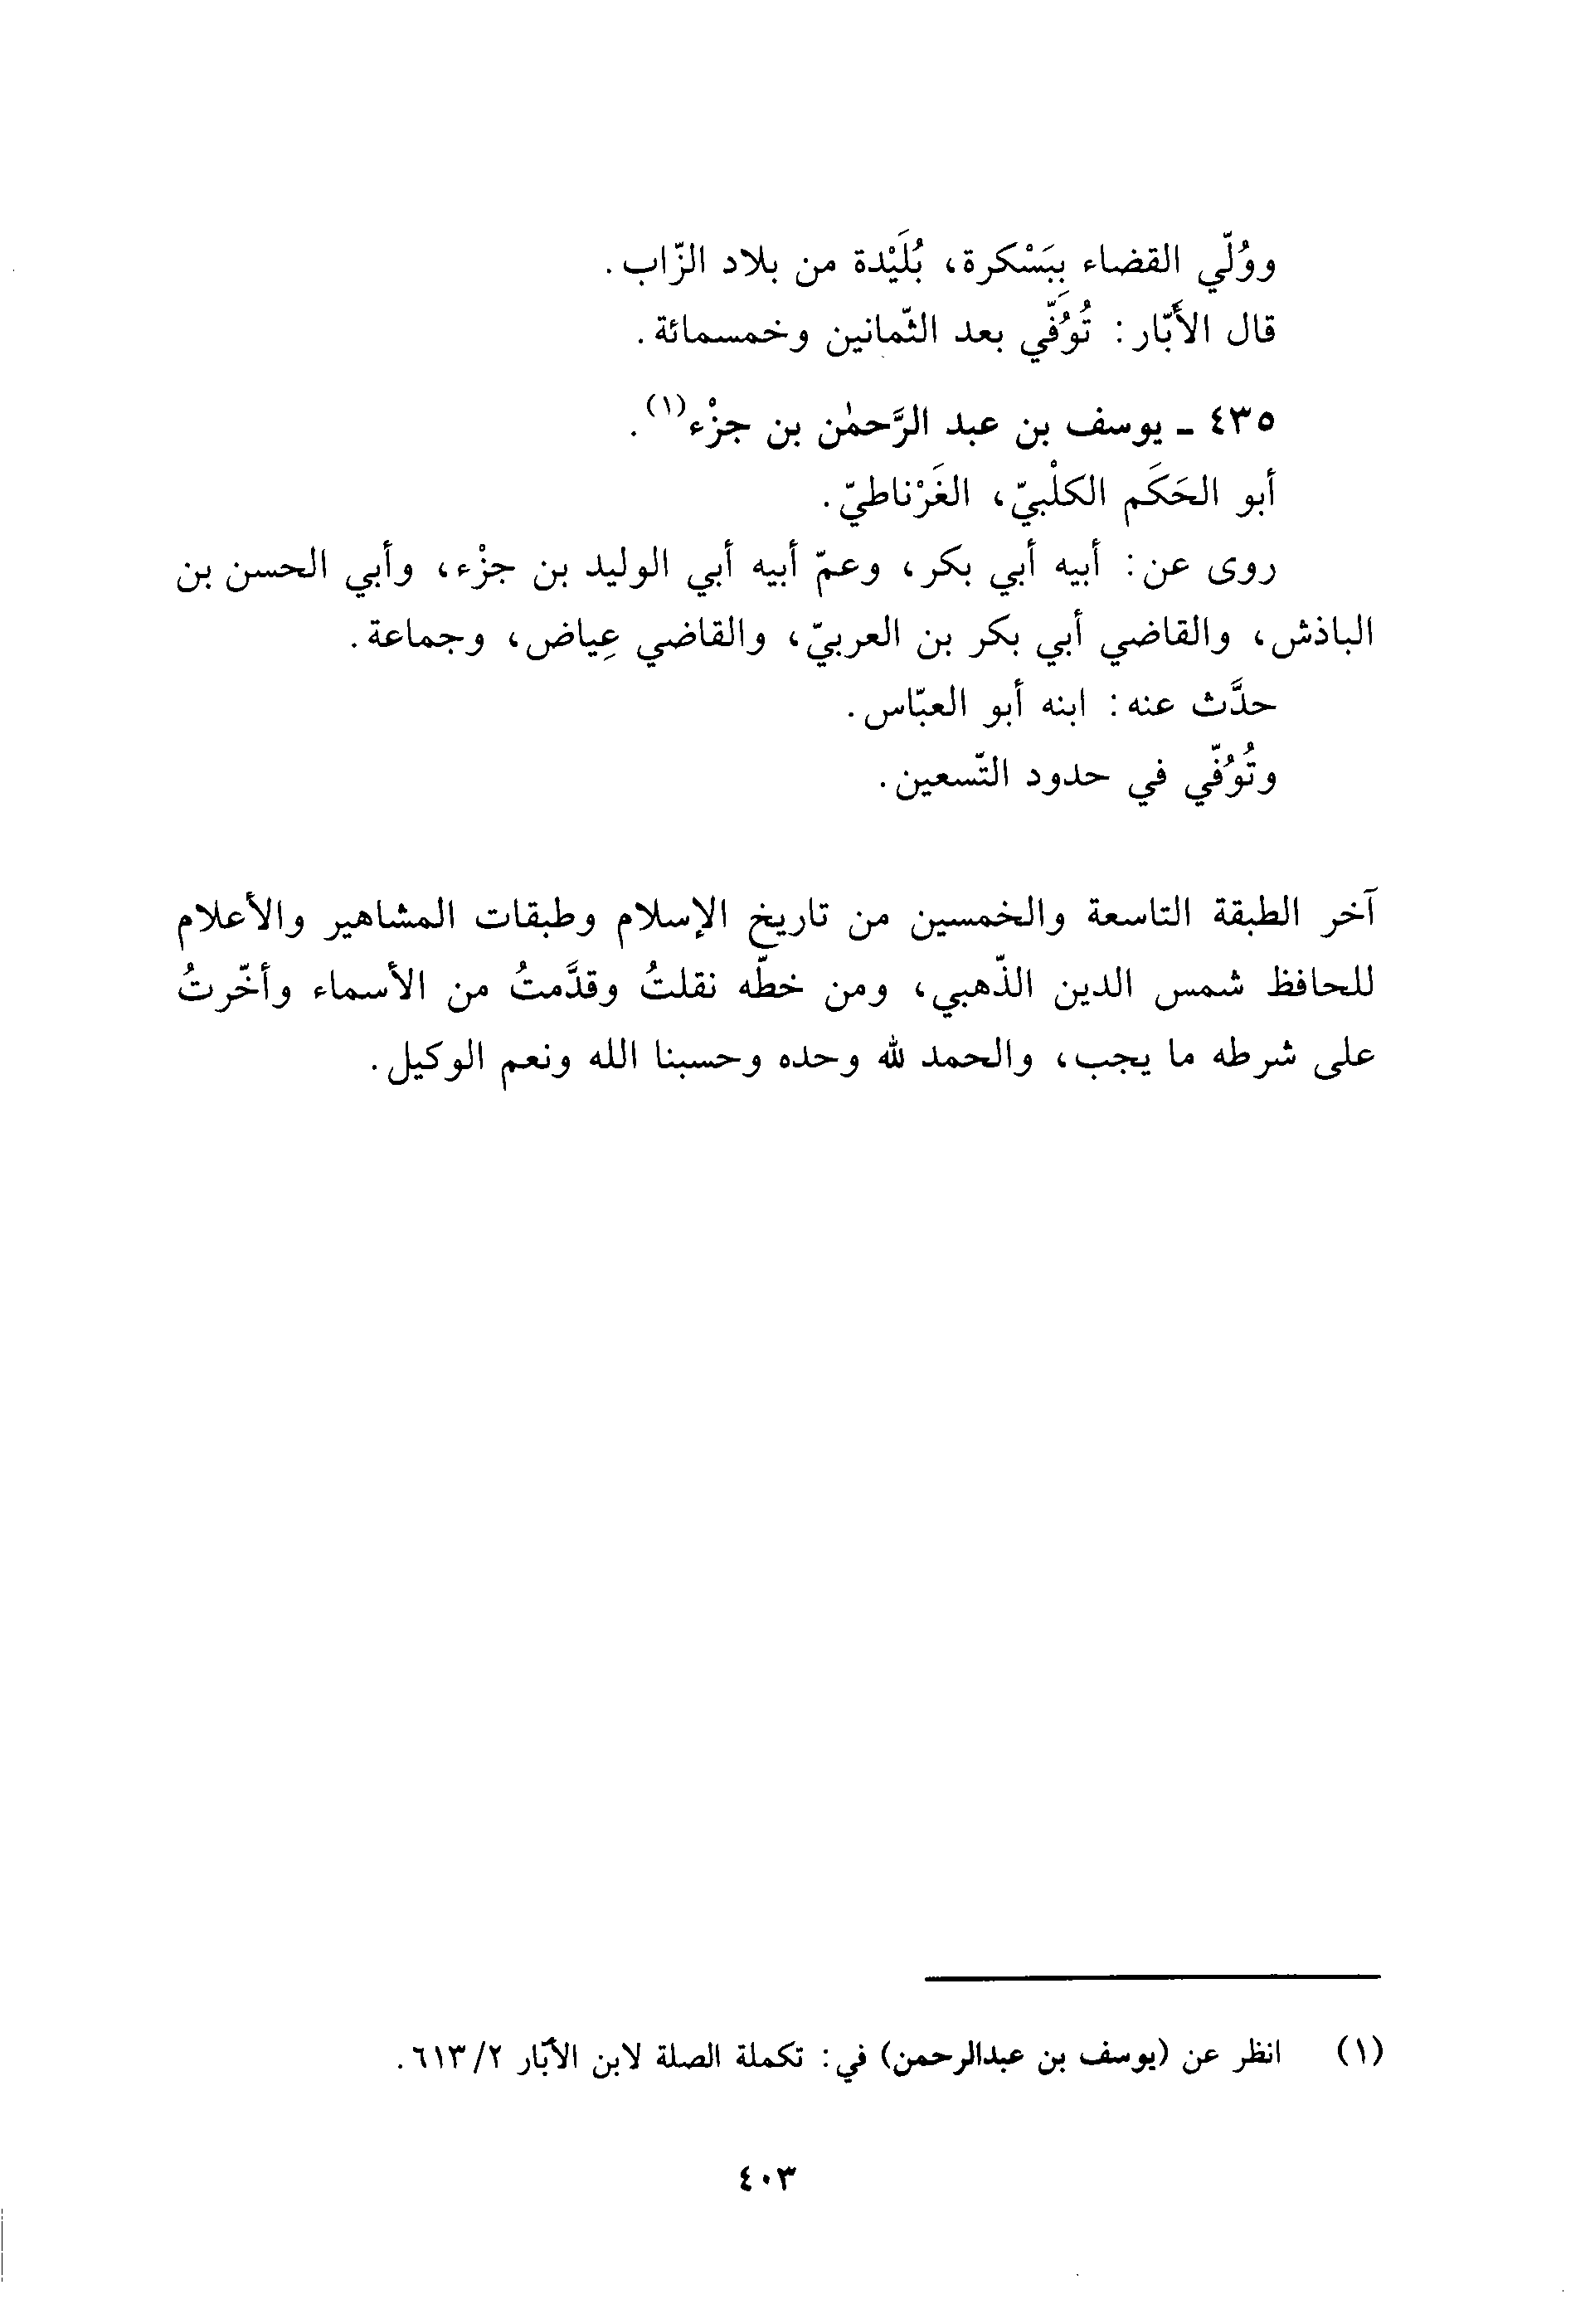 ووُلّي القضاء ببَسْكرة، بُلَيْدة من بلاد الزّاب.
قال الأبّار: تُوُفّي بعد الثّمانين وخمسمائة.
٤٣٥ ـ يوسف بن عبد الرَّحمٰن بن جزْء(١).
أبو الحَكَم الكلْبيّ، الغَرْناطيّ.
روى عن: أبيه أبي بكر، وعمّ أبيه أبي الوليد بن جزْء، وأبي الحسن بن
الباذش، والقاضي أبي بكر بن العربيّ، والقاضي عِياض، وجماعة.
حدَّث عنه: ابنه أبو العبّاس.
وتُوُفّي في حدود التّسعين.
آخر الطبقة التاسعة والخمسين من تاريخ الإسلام وطبقات المشاهير والأعلام
للحافظ شمس الدين الذّهبي، ومن خطّه نقلتُ وقدَّمتُ من الأسماء وأخّرتُ
على شرطه ما يجب، والحمد لله وحده وحسبنا الله ونعم الوكيل.
(١) انظر عن (يوسف بن عبدالرحمن) في: تكملة الصلة لابن الأبّار ٢/ ٦١٣.
٤٠٣